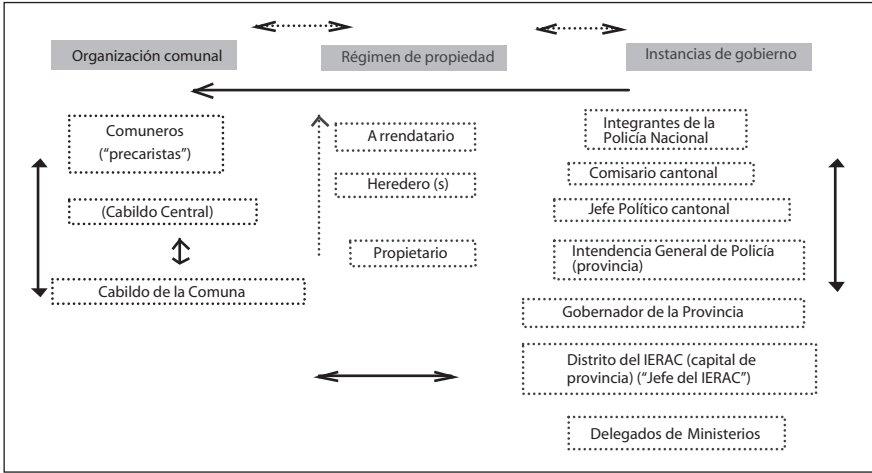 Organización comunal
Régimen de propiedad
Instancias de gobierno
Comuneros
("precaristas")
(Cabildo Central)
Cabildo de la Comuna
Arrendatario
Heredero (s)
Propietario
Integrantes de la
Policía Nacional
Comisario cantonal
Jefe Político cantonal
Intendencia General de Policía
(provincia)
Gobernador de la Provincia
Distrito del IERAC (capital de
provincia) ("Jefe del IERAC")
Delegados de Ministerios